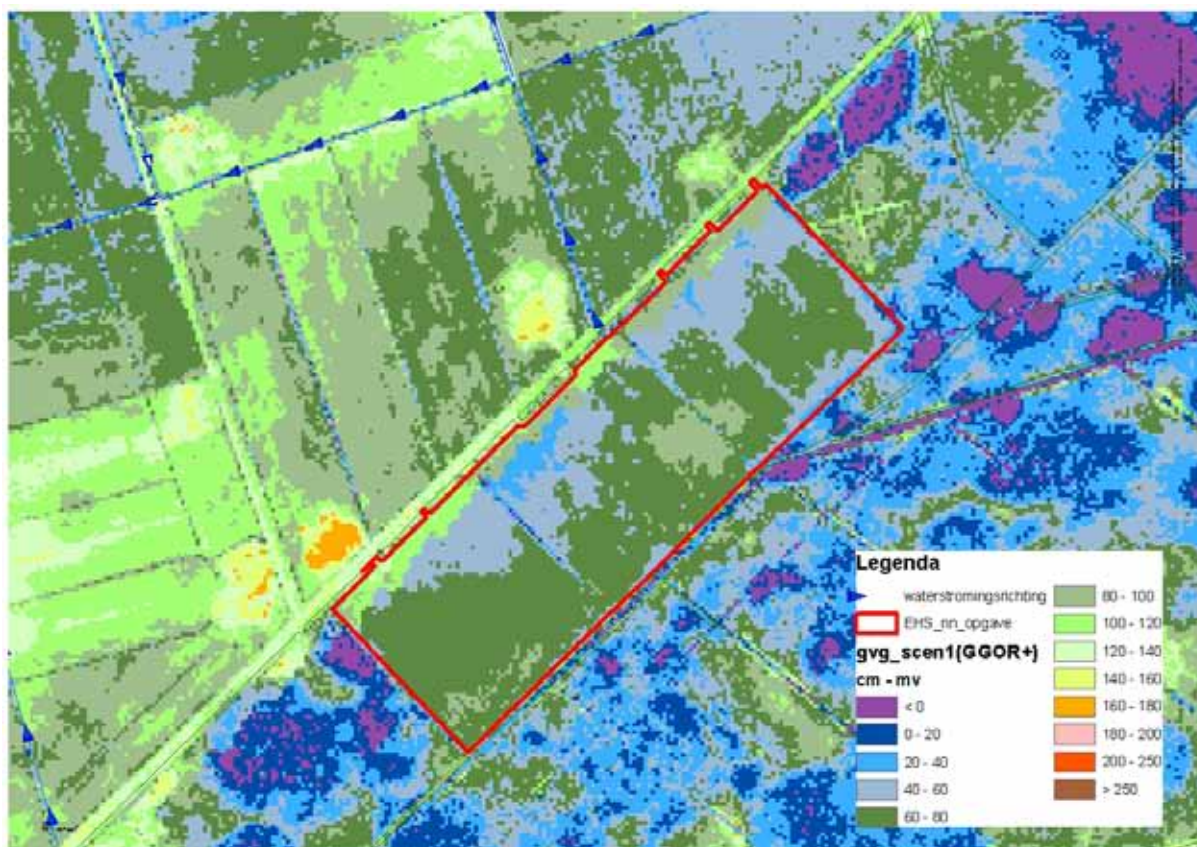 Legenda
waterstromingsrichting
EHS_nn_opgave
gvg_scen1(GGOR+)
cm - mv
< 0
0 - 20
20 - 40
40 - 60
60 - 80
80 - 100
100 - 120
120 - 140
140 - 160
160 - 180
180 - 200
200 - 250
> 250